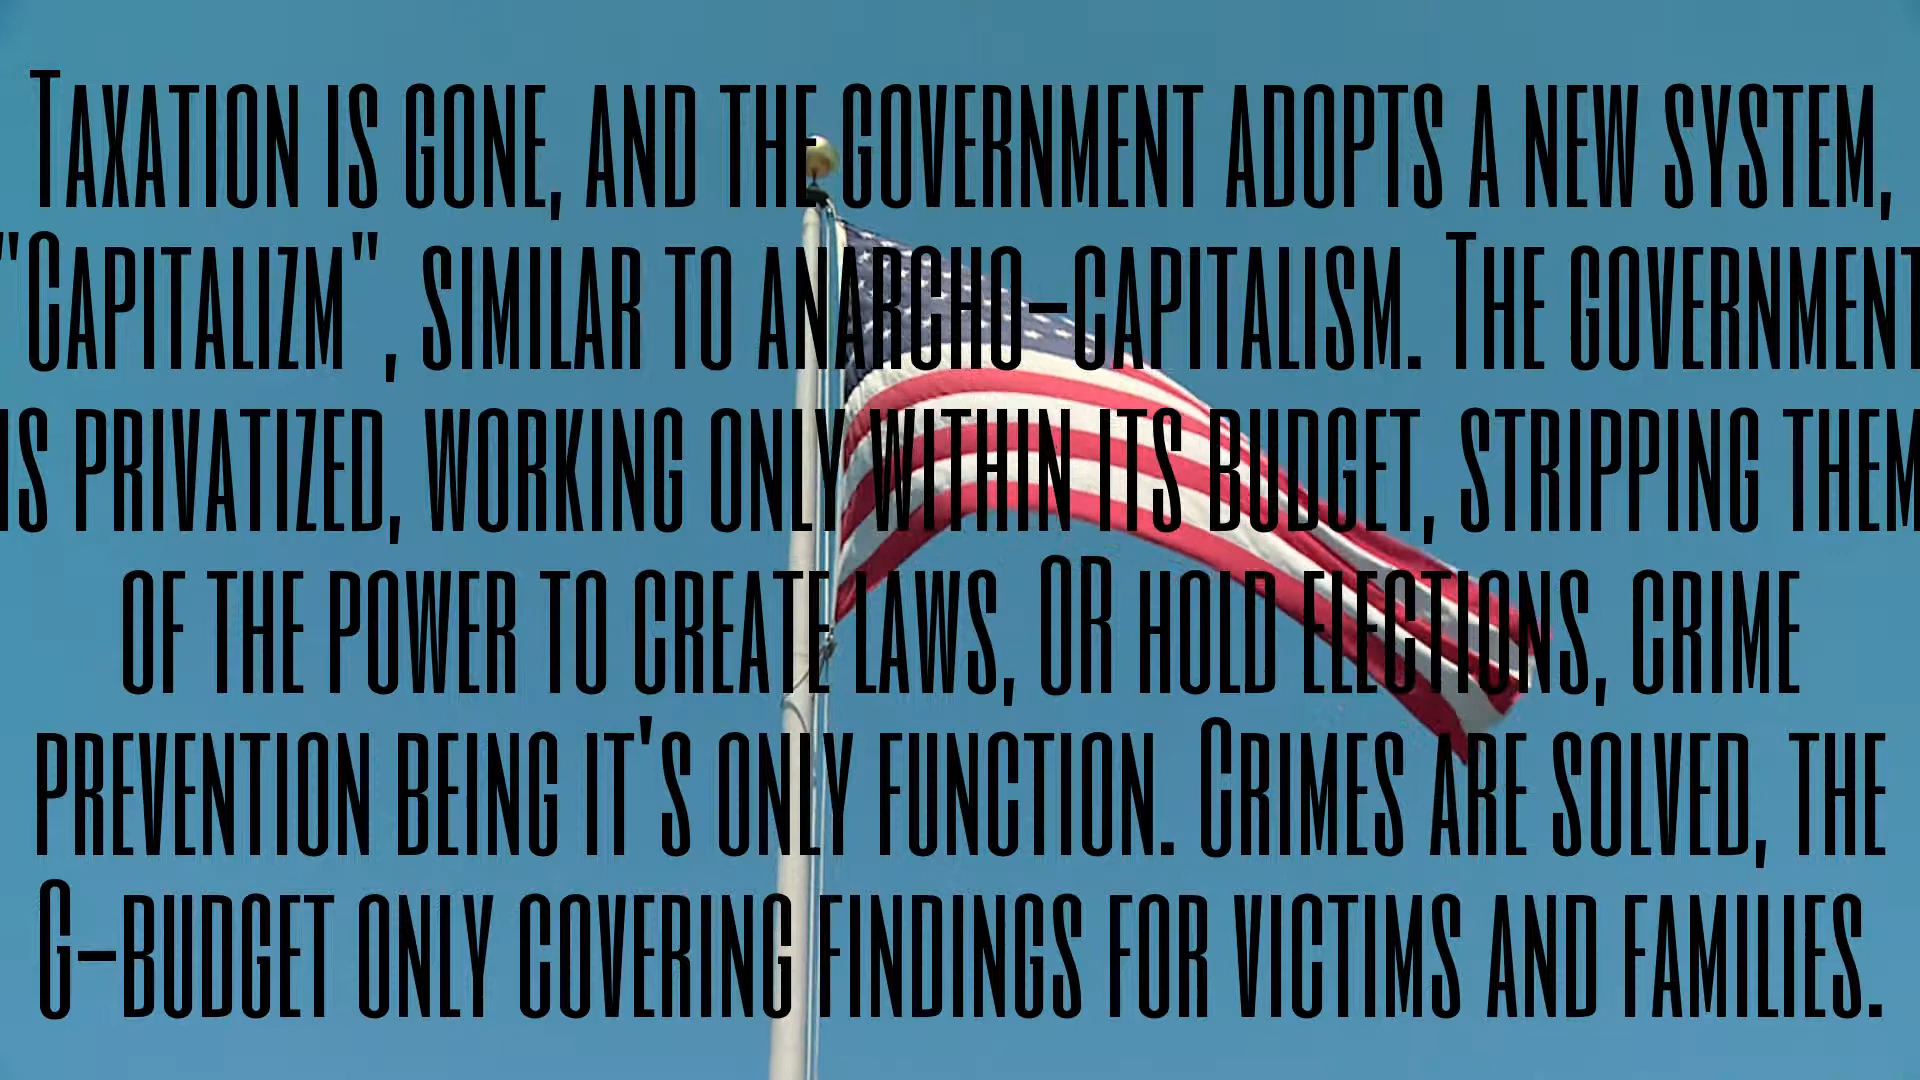 Taxation is gone, and the government adopts a new system,
"Capitalizm", similar to anarcho-capitalism. The government
is privatized, working only within its budget, stripping them
of the power to create laws, OR hold elections, crime
prevention being it's only function. Crimes are solved, the
G-budget only covering findings for victims and families.